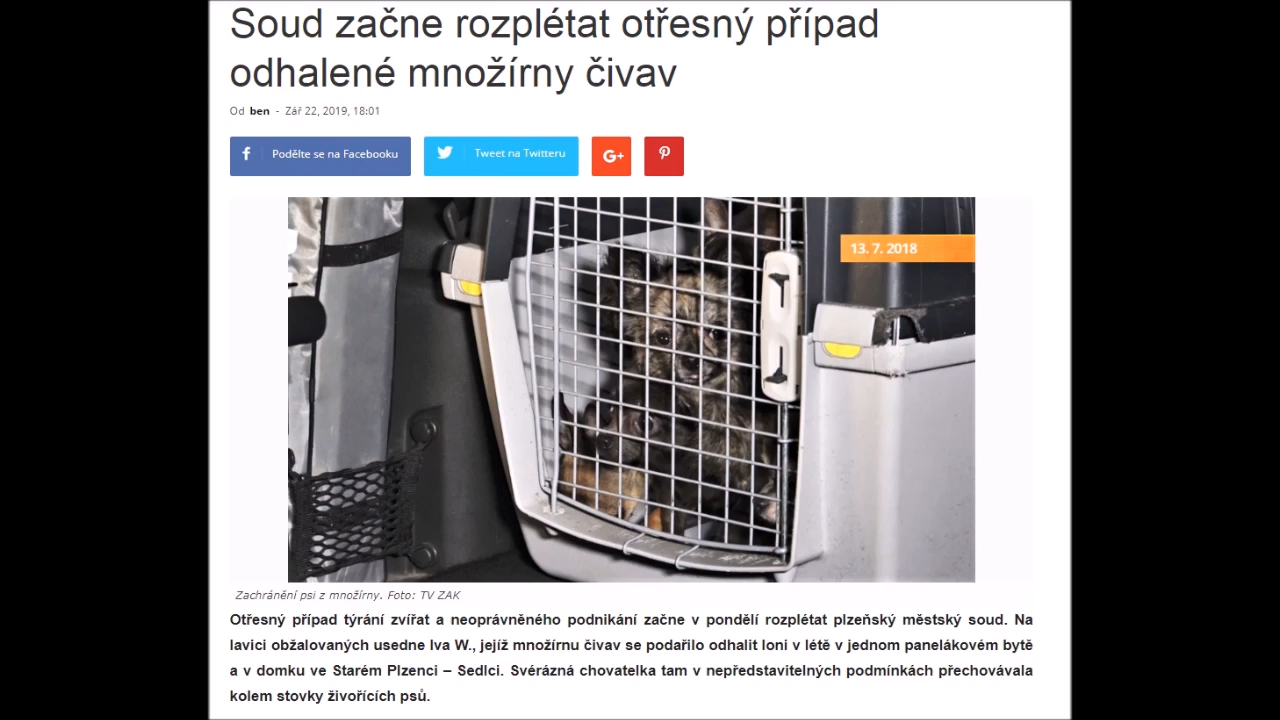 Soud začne rozplétat otřesný případ
odhalené množírny čivav
Od ben - Zář 22, 2019, 18:01
f Podělte se na Facebooku Tweet na Twitteru G+
13. 7. 2018
Zachránění psi z množírny. Foto: TV ZAK
Otřesný případ týrání zvířat a neoprávněného podnikání začne v pondělí rozplétat plzeňský městský soud. Na
lavici obžalovaných usedne Iva W., jejíž množírnu čivav se podařilo odhalit loni v létě v jednom panelákovém bytě
a v domku ve Starém Plzenci – Sedlci. Svérázná chovatelka tam v nepředstavitelných podmínkách přechovávala
kolem stovky živořících psů.